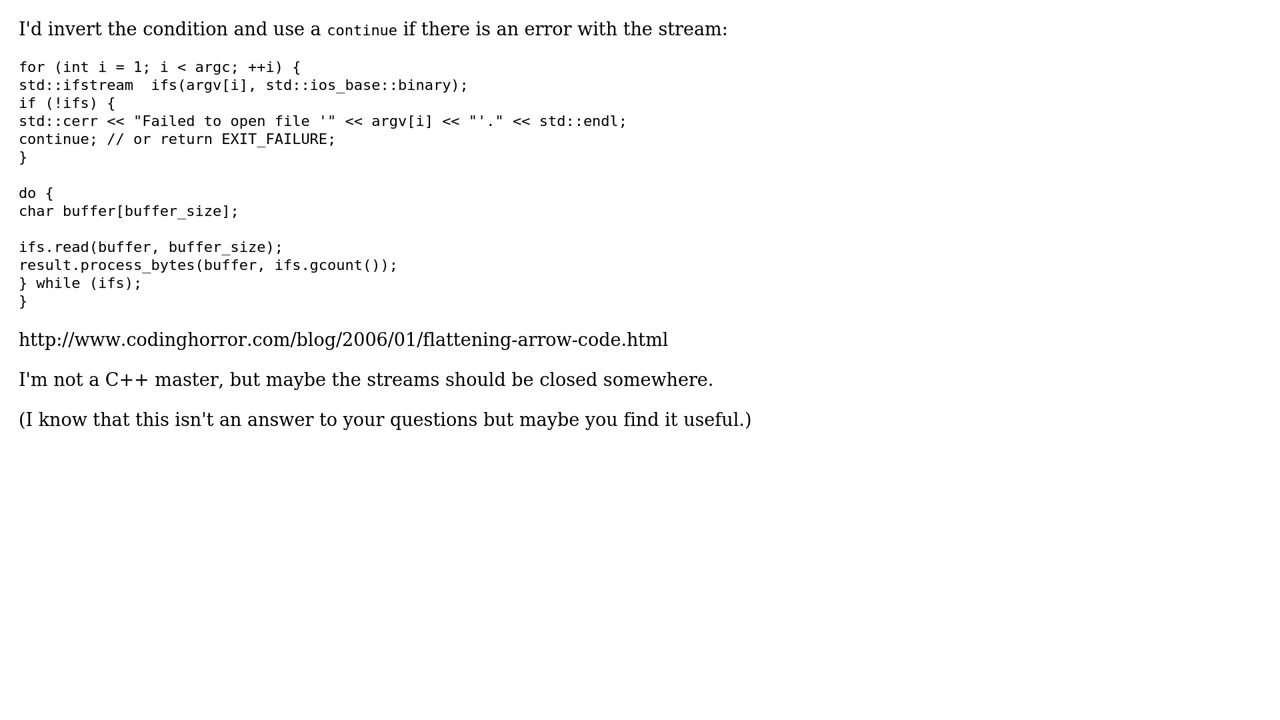 I'd invert the condition and use a continue if there is an error with the stream:
for (int i = 1; i < argc; ++i) {
std::ifstream  ifs(argv[i], std::ios_base::binary);
if (!ifs) {
std::cerr << "Failed to open file '" << argv[i] << "'." << std::endl;
continue; // or return EXIT_FAILURE;
}
do {
char buffer[buffer_size];
ifs.read(buffer, buffer_size);
result.process_bytes(buffer, ifs.gcount());
} while (ifs);
}
http://www.codinghorror.com/blog/2006/01/flattening-arrow-code.html
I'm not a C++ master, but maybe the streams should be closed somewhere.
(I know that this isn't an answer to your questions but maybe you find it useful.)